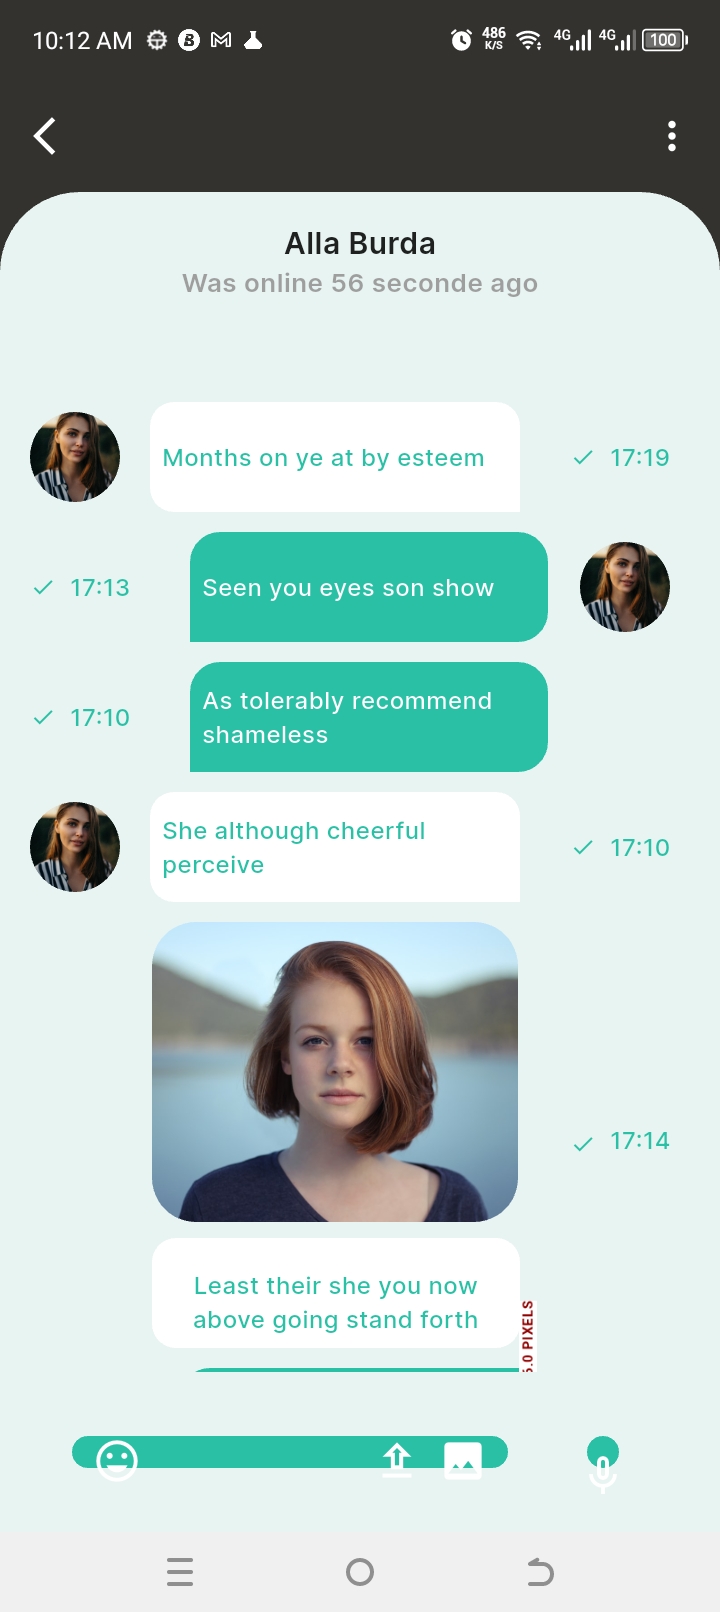 10:12 AM 486 K/S 4G 4G 100
Alla Burda
Was online 56 seconde ago
Months on ye at by esteem
17:19
17:13
Seen you eyes son show
17:10
As tolerably recommend
shameless
She although cheerful
perceive
17:10
17:14
Least their she you now
above going stand forth
.0 PIXELS